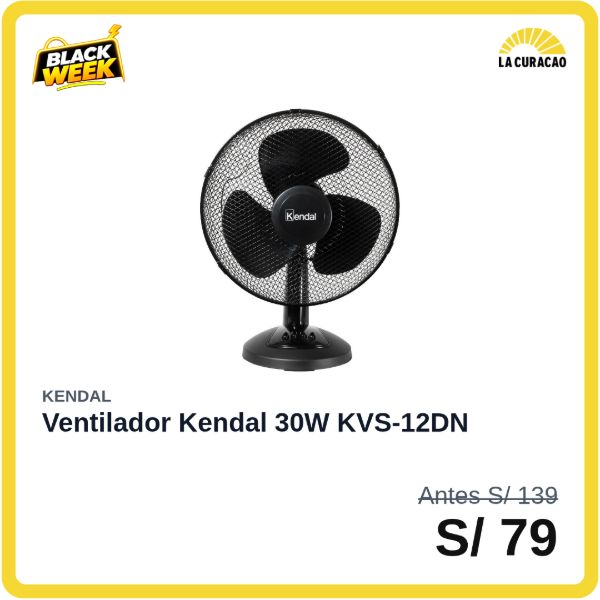 BLACK
WEEK
LA CURACAO
Kendal
KENDAL
Ventilador Kendal 30W KVS-12DN
Antes S/ 139
S/ 79